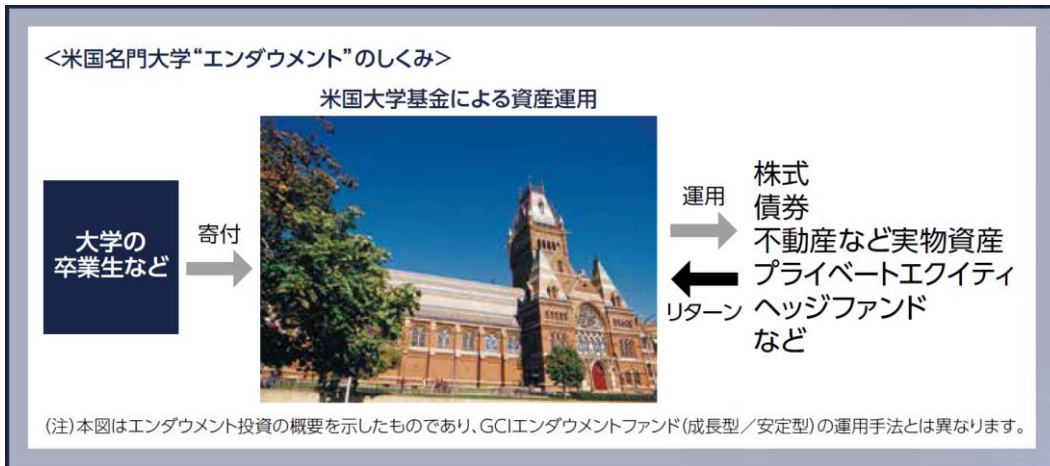 <米国名門大学“エンダウメント”のしくみ>
米国大学基金による資産運用
大学の
卒業生など
寄付
運用
リターン
株式
債券
不動産など実物資産
プライベートエクイティ
ヘッジファンド
など
(注)本図はエンダウメント投資の概要を示したものであり、GCIエンダウメントファンド(成長型/安定型)の運用手法とは異なります。